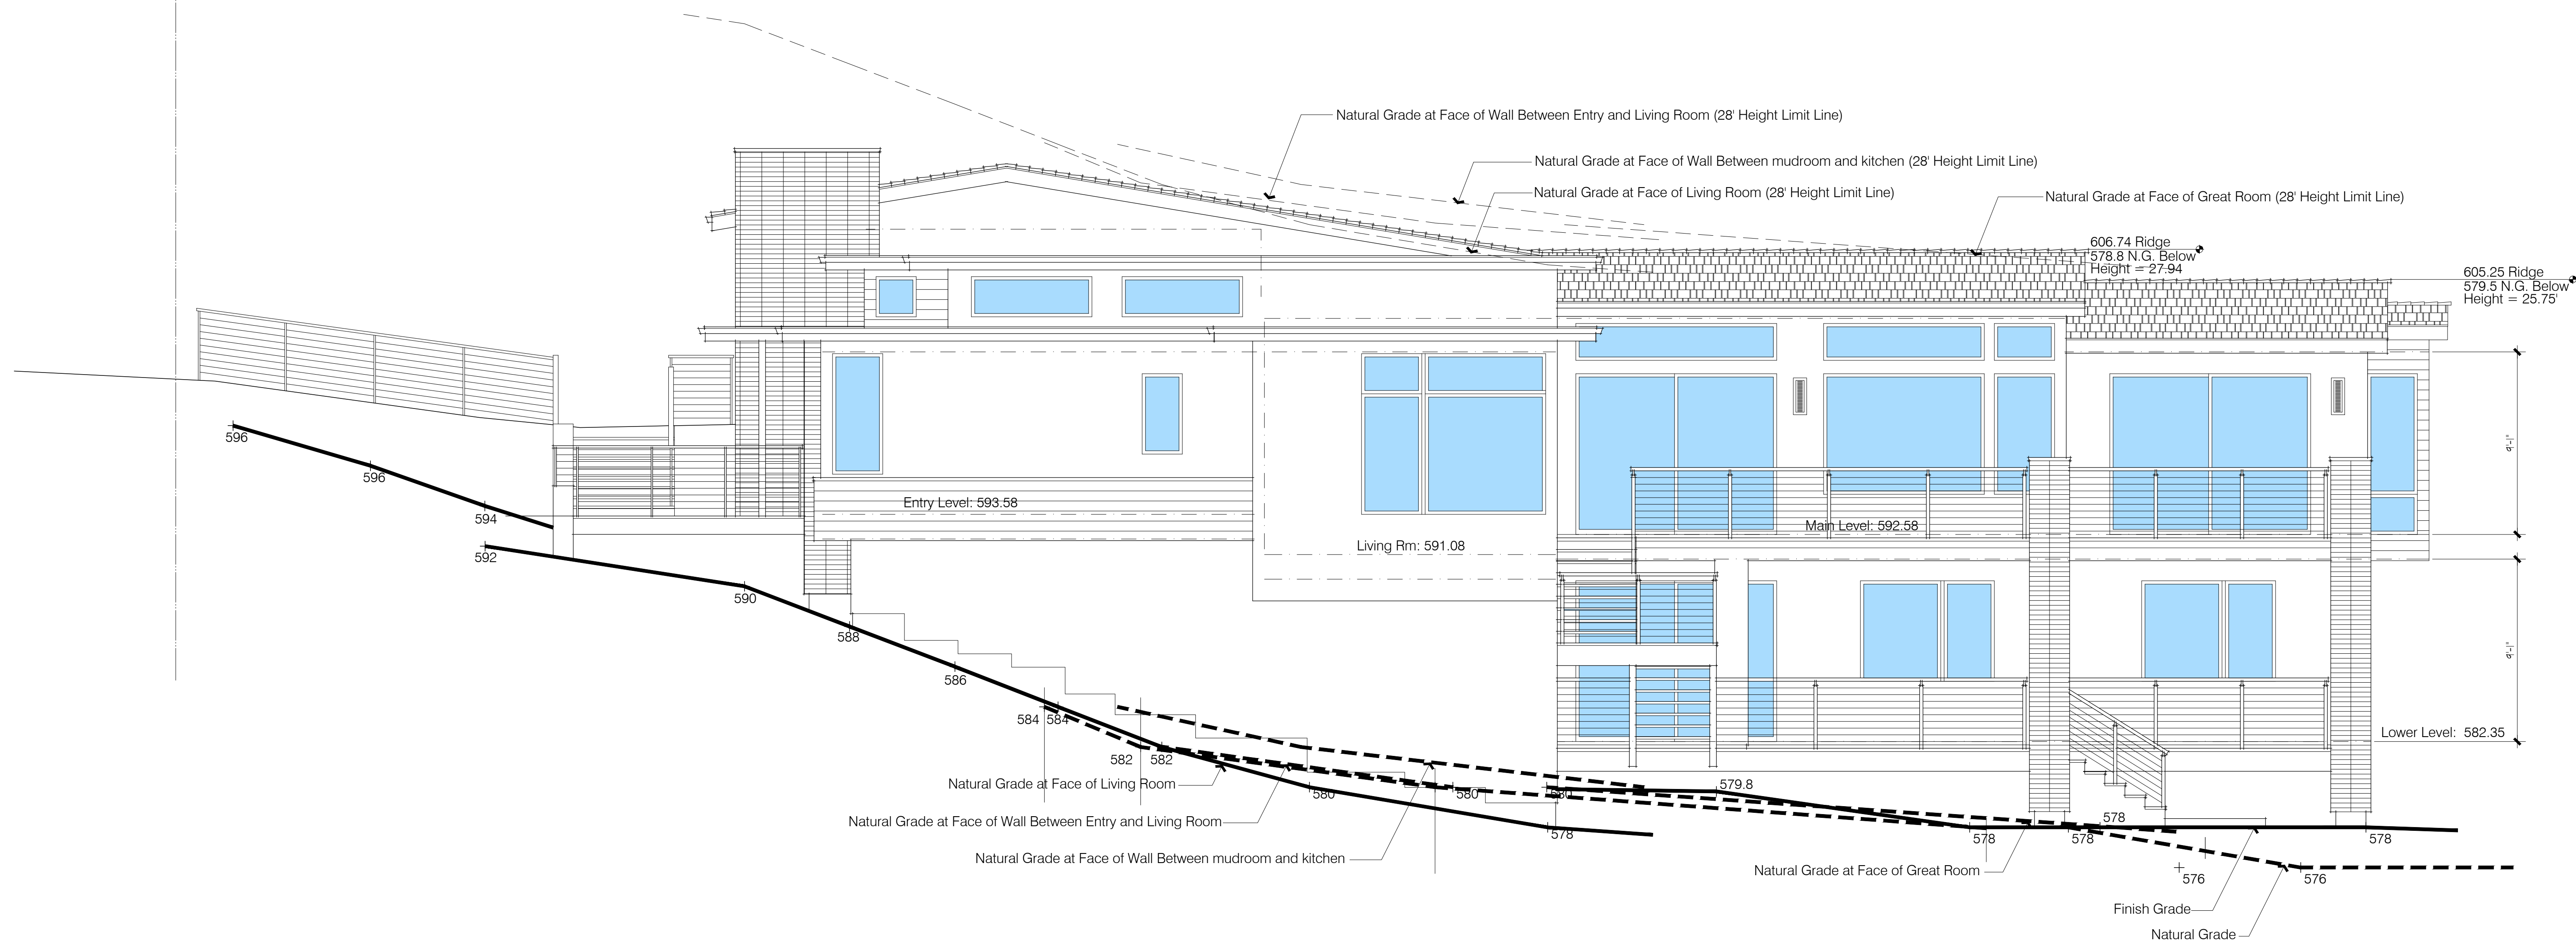 Natural Grade at Face of Wall Between Entry and Living Room (28' Height Limit Line)
Natural Grade at Face of Wall Between mudroom and kitchen (28' Height Limit Line)
Natural Grade at Face of Living Room (28' Height Limit Line)
Natural Grade at Face of Great Room (28' Height Limit Line)
606.74 Ridge
578.8 N.G. Below
Height = 27.94
605.25 Ridge
579.5 N.G. Below
Height = 25.75'
596
596
594
592
590
588
586
584
584
582
582
580
580
580
579.8
578
578
578
578
578
576
576
Entry Level: 593.58
Living Rm: 591.08
Main Level: 592.58
9'-1"
9'-1"
Lower Level: 582.35
Natural Grade at Face of Living Room
Natural Grade at Face of Wall Between Entry and Living Room
Natural Grade at Face of Wall Between mudroom and kitchen
Natural Grade at Face of Great Room
Finish Grade
Natural Grade